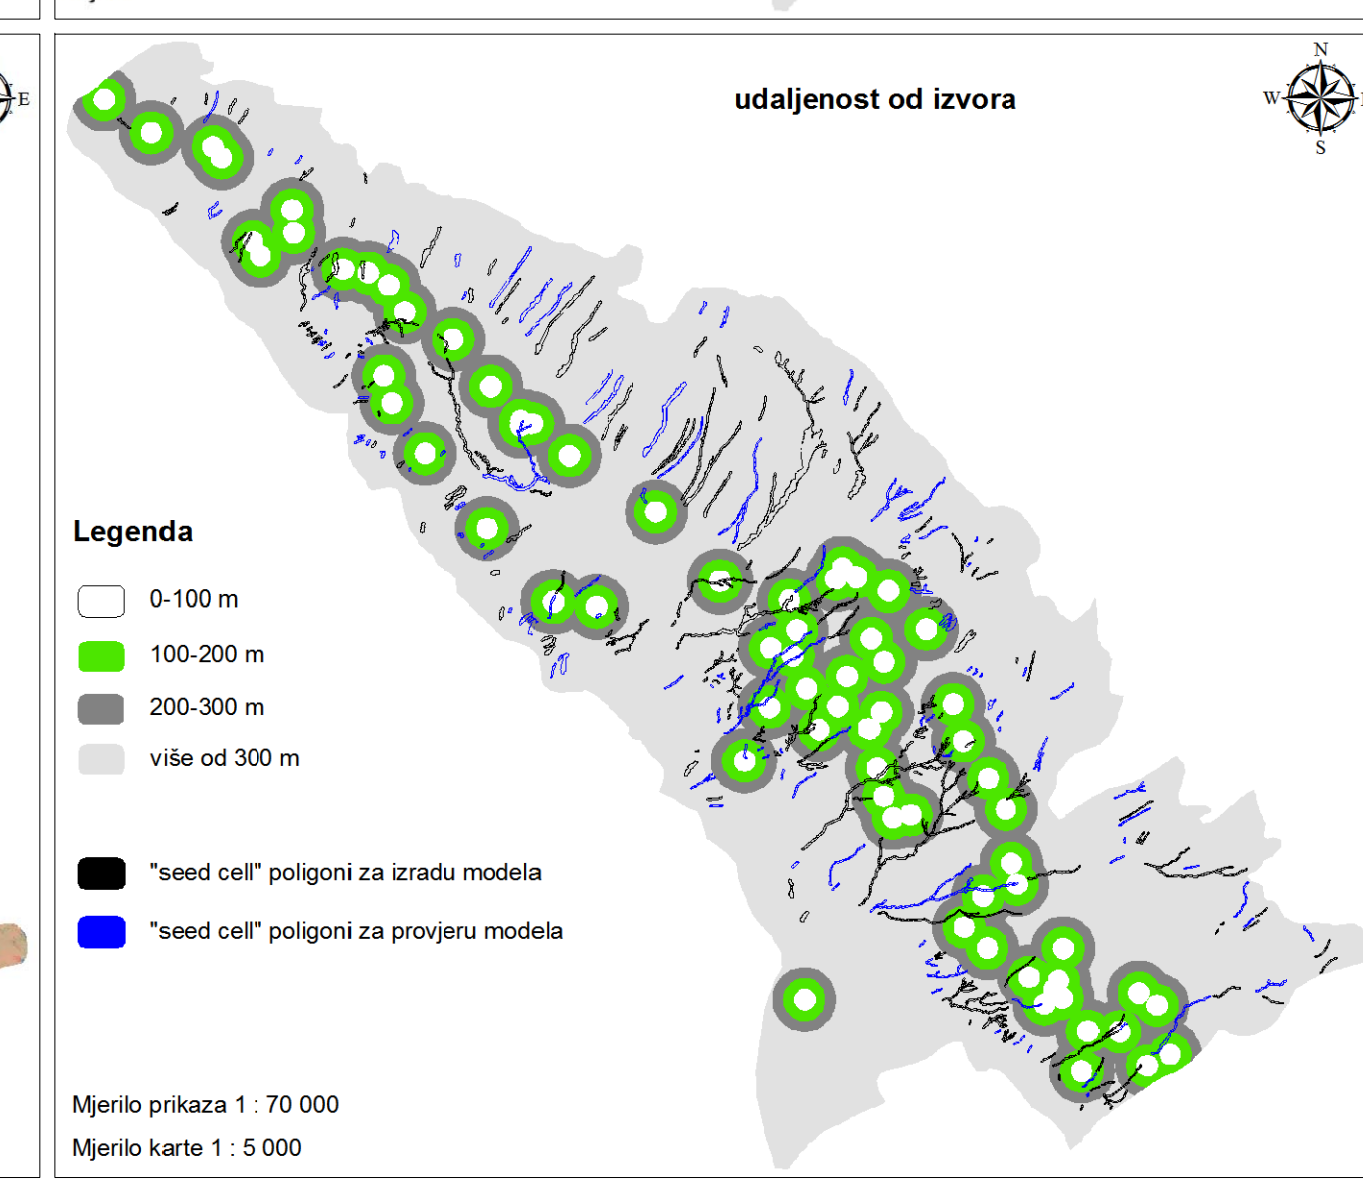 E
udaljenost od izvora
N
W
S
Legenda
0-100 m
100-200 m
200-300 m
više od 300 m
"seed cell" poligoni za izradu modela
"seed cell" poligoni za provjeru modela
Mjerilo prikaza 1 : 70 000
Mjerilo karte 1 : 5 000